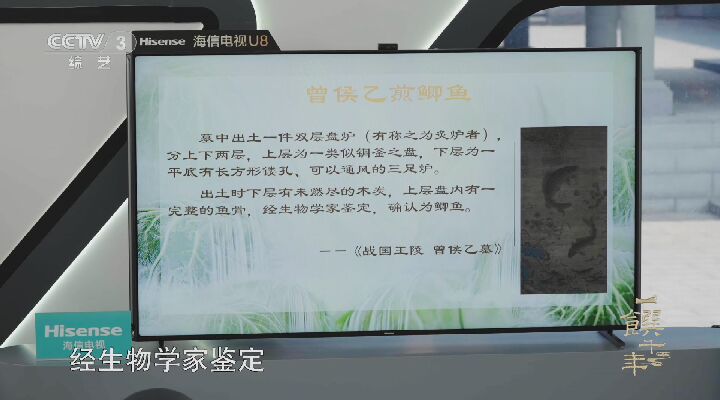 CCTV 3
综艺
Hisense 海信电视U8
曾侯乙煎鲫鱼
墓中出土一件双层盘炉（有称之为炙炉者），
分上下两层，上层为一类似铜釜之盘，下层为一
平底有长方形镂孔、可以通风的三足炉。
出土时下层有未燃尽的木炭，上层盘内有一
完整的鱼骨，经生物学家鉴定，确认为鲫鱼。
——《战国王陵 曾侯乙墓》
Hisense
海信电视
经生物学家鉴定
一馔千年